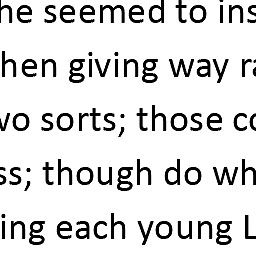 he seemed to ins
hen giving way ra
wo sorts; those co
ss; though do wh
ing each young L